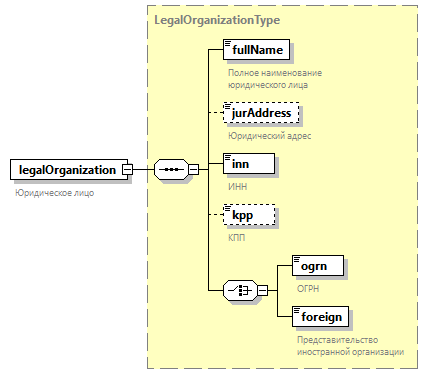 LegalOrganizationType
fullName
Полное наименование
юридического лица
jurAddress
Юридический адрес
legalOrganization
Юридическое лицо
inn
ИНН
kpp
КПП
ogrn
ОГРН
foreign
Представительство
иностранной организации